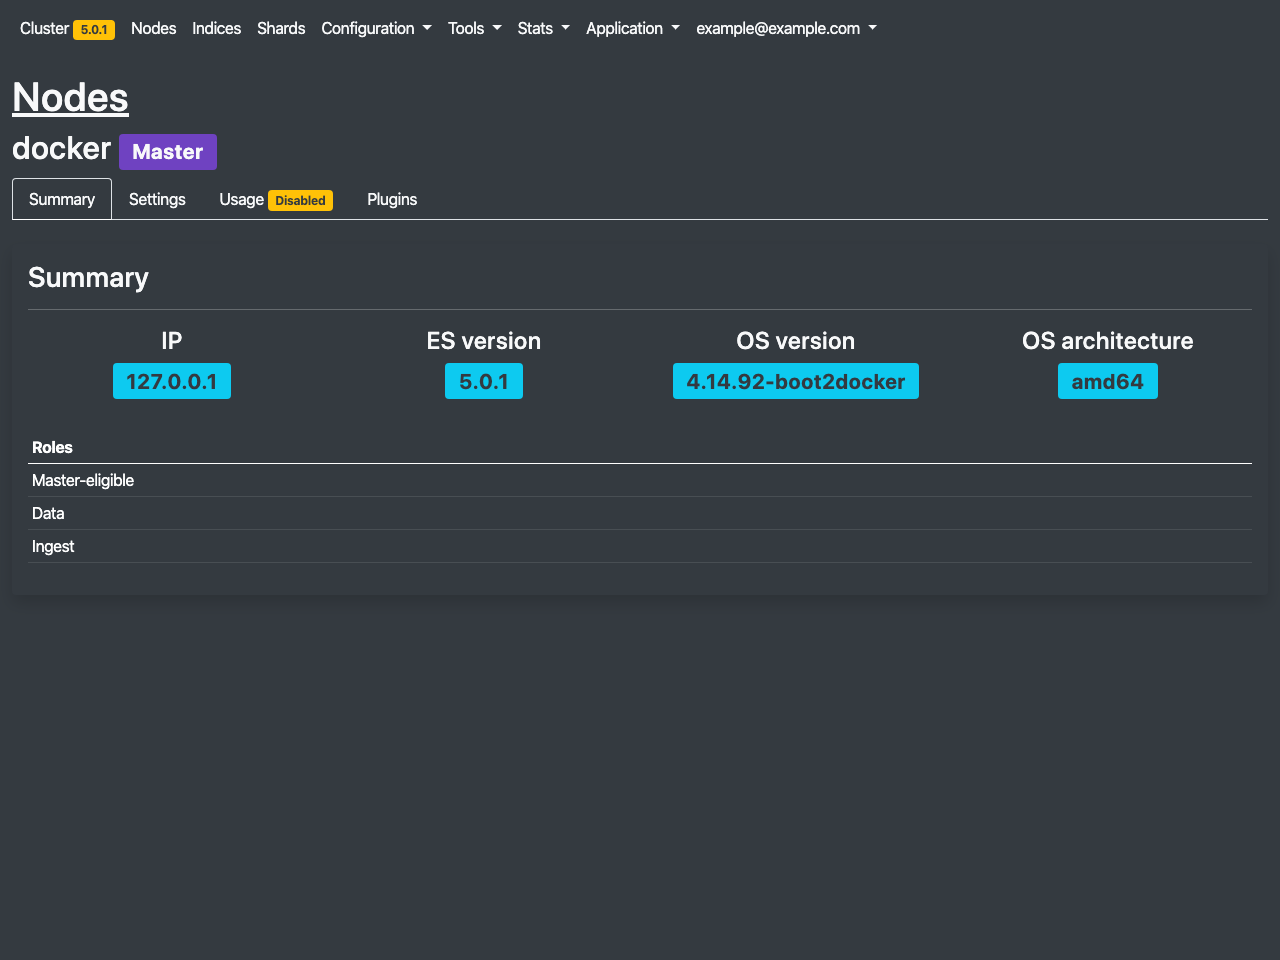 Cluster 5.0.1 Nodes Indices Shards Configuration Tools Stats Application example@example.com
Nodes
docker Master
Summary Settings Usage Disabled Plugins
Summary
IP ES version OS version OS architecture
127.0.0.1 5.0.1 4.14.92-boot2docker amd64
Roles
Master-eligible
Data
Ingest